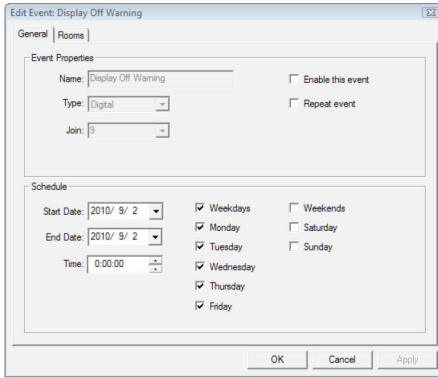 Edit Event: Display Off Warning
General Rooms
Event Properties
Name: Display Off Warning Enable this event
Type: Digital Repeat event
Join: 9
Schedule
Start Date: 2010/ 9/ 2 Weekdays Weekends
Monday Saturday
End Date: 2010/ 9/ 2 Tuesday Sunday
Time: 0:00:00 Wednesday
Thursday
Friday
OK Cancel Apply